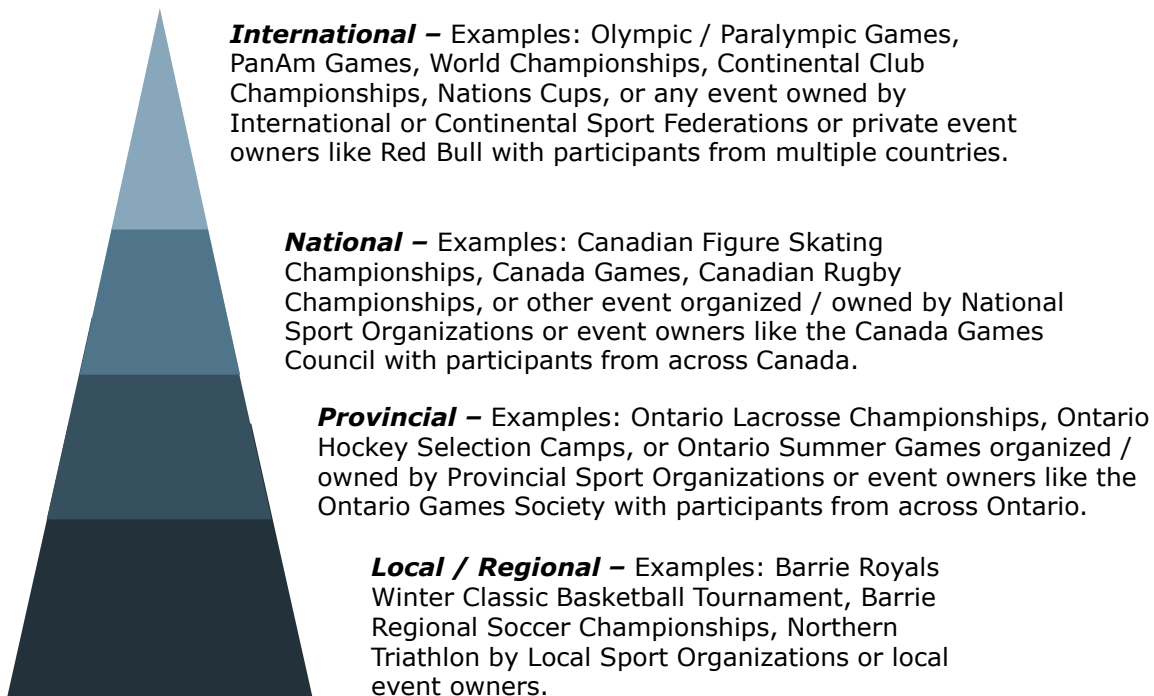 International – Examples: Olympic / Paralympic Games,
PanAm Games, World Championships, Continental Club
Championships, Nations Cups, or any event owned by
International or Continental Sport Federations or private event
owners like Red Bull with participants from multiple countries.
National – Examples: Canadian Figure Skating
Championships, Canada Games, Canadian Rugby
Championships, or other event organized / owned by National
Sport Organizations or event owners like the Canada Games
Council with participants from across Canada.
Provincial – Examples: Ontario Lacrosse Championships, Ontario
Hockey Selection Camps, or Ontario Summer Games organized /
owned by Provincial Sport Organizations or event owners like the
Ontario Games Society with participants from across Ontario.
Local / Regional – Examples: Barrie Royals
Winter Classic Basketball Tournament, Barrie
Regional Soccer Championships, Northern
Triathlon by Local Sport Organizations or local
event owners.